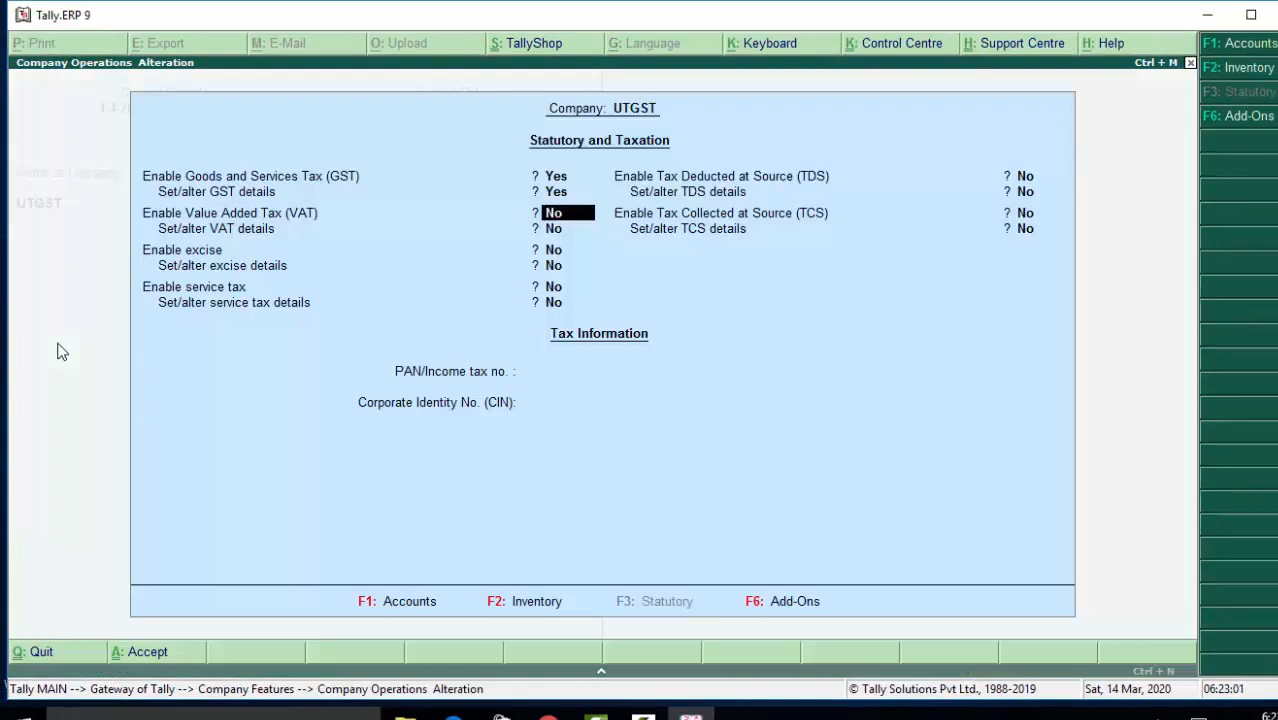 Tally.ERP 9
P: Print E: Export M: E-Mail O: Upload S: TallyShop G: Language K: Keyboard K: Control Centre H: Support Centre H: Help
F1: Accounts
Company Operations Alteration Ctrl + M
F2: Inventory
F3: Statutory
F6: Add-Ons
Company: UTGST
Statutory and Taxation
Enable Goods and Services Tax (GST) ? Yes Enable Tax Deducted at Source (TDS) ? No
Set/alter GST details ? Yes Set/alter TDS details ? No
UTGST
Enable Value Added Tax (VAT) ? No Enable Tax Collected at Source (TCS) ? No
Set/alter VAT details ? No Set/alter TCS details ? No
Enable excise ? No
Set/alter excise details ? No
Enable service tax ? No
Set/alter service tax details ? No
Tax Information
PAN/Income tax no. :
Corporate Identity No. (CIN):
F1: Accounts F2: Inventory F3: Statutory F6: Add-Ons
Q: Quit A: Accept
Ctrl + N
Tally MAIN --> Gateway of Tally --> Company Features --> Company Operations Alteration © Tally Solutions Pvt Ltd., 1988-2019 Sat, 14 Mar, 2020 06:23:01